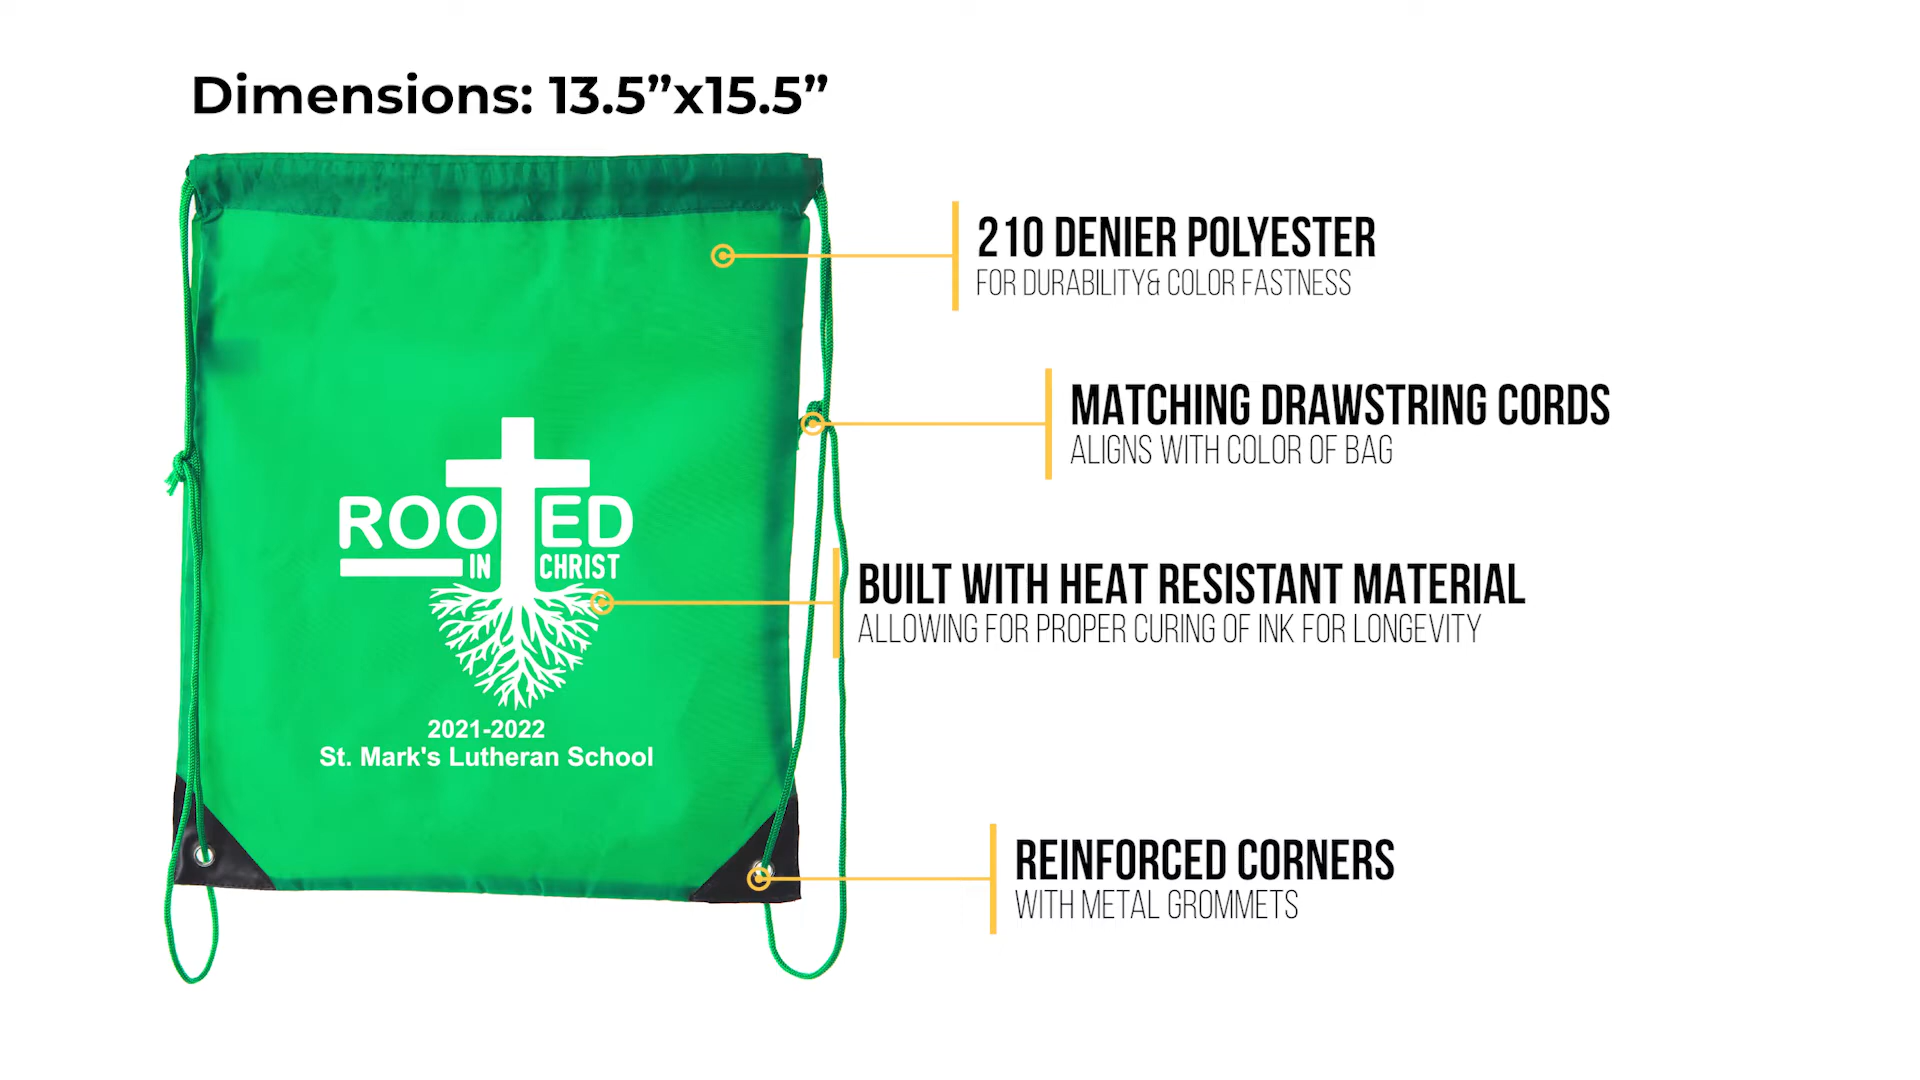 Dimensions: 13.5”x15.5”
210 DENIER POLYESTER
FOR DURABILITY& COLOR FASTNESS
MATCHING DRAWSTRING CORDS
ALIGNS WITH COLOR OF BAG
ROOTED
IN CHRIST
BUILT WITH HEAT RESISTANT MATERIAL
ALLOWING FOR PROPER CURING OF INK FOR LONGEVITY
2021-2022
St. Mark's Lutheran School
REINFORCED CORNERS
WITH METAL GROMMETS